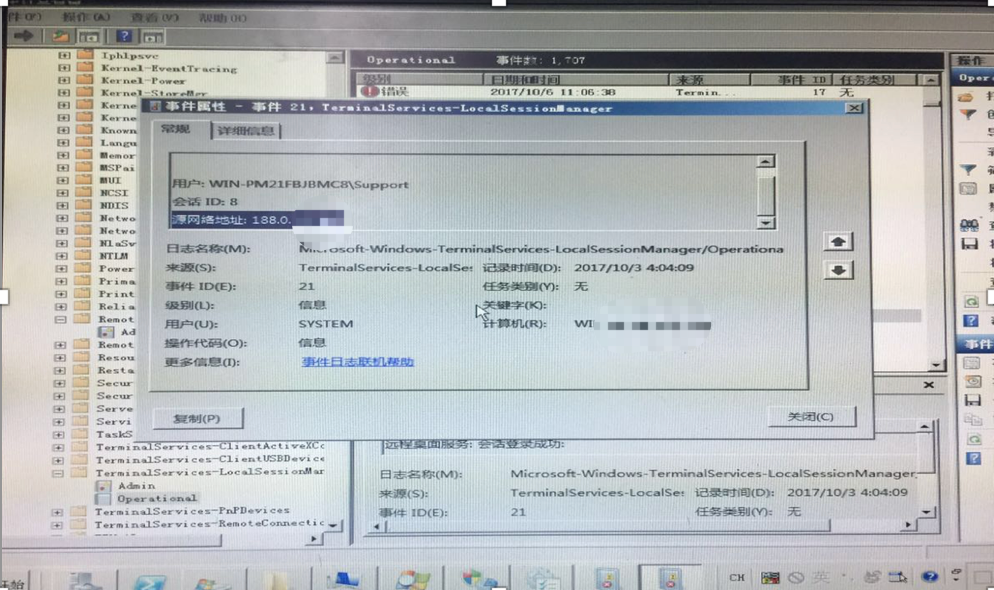 件(F) 操作(A) 查看(V) 帮助(H)
Iphlpsvc
Kernel-EventTracing
Kernel-Power
Kernel-StoreMgr
Kerne
Kerne
Known
Langu
Memor
MSPai
MUI
NCSI
NDIS
Netwo
Netwo
NlaSv
NTLM
Power
Prima
Print
Relia
Remot
Ad
Remot
Resou
Resta
Secur
Secur
Serve
Servi
TaskS
TerminalServices-ClientActiveXCc
TerminalServices-ClientUSBDevice
TerminalServices-LocalSessionMar
Admin
Operational
TerminalServices-PnPDevices
TerminalServices-RemoteConnectic
Operational 事件数: 1,707
级别 日期和时间 来源 事件 ID 任务类别
错误 2017/10/6 11:06:38 Termin... 17 无
事件属性 - 事件 21, TerminalServices-LocalSessionManager
常规 详细信息
用户: WIN-PM21FBJBMC8\Support
会话 ID: 8
源网络地址: 188.0.
日志名称(M): Microsoft-Windows-TerminalServices-LocalSessionManager/Operationa
来源(S): TerminalServices-LocalSe: 记录时间(D): 2017/10/3 4:04:09
事件 ID(E): 21 任务类别(Y): 无
级别(L): 信息 关键字(K):
用户(U): SYSTEM 计算机(R): WI
操作代码(O): 信息
更多信息(I): 事件日志联机帮助
复制(P) 关闭(C)
远程桌面服务: 会话登录成功:
日志名称(M): Microsoft-Windows-TerminalServices-LocalSessionManager,
来源(S): TerminalServices-LocalSe: 记录时间(D): 2017/10/3 4:04:09
事件 ID(E): 21 任务类别(Y): 无
操作
Oper
事件
开始
CH 英